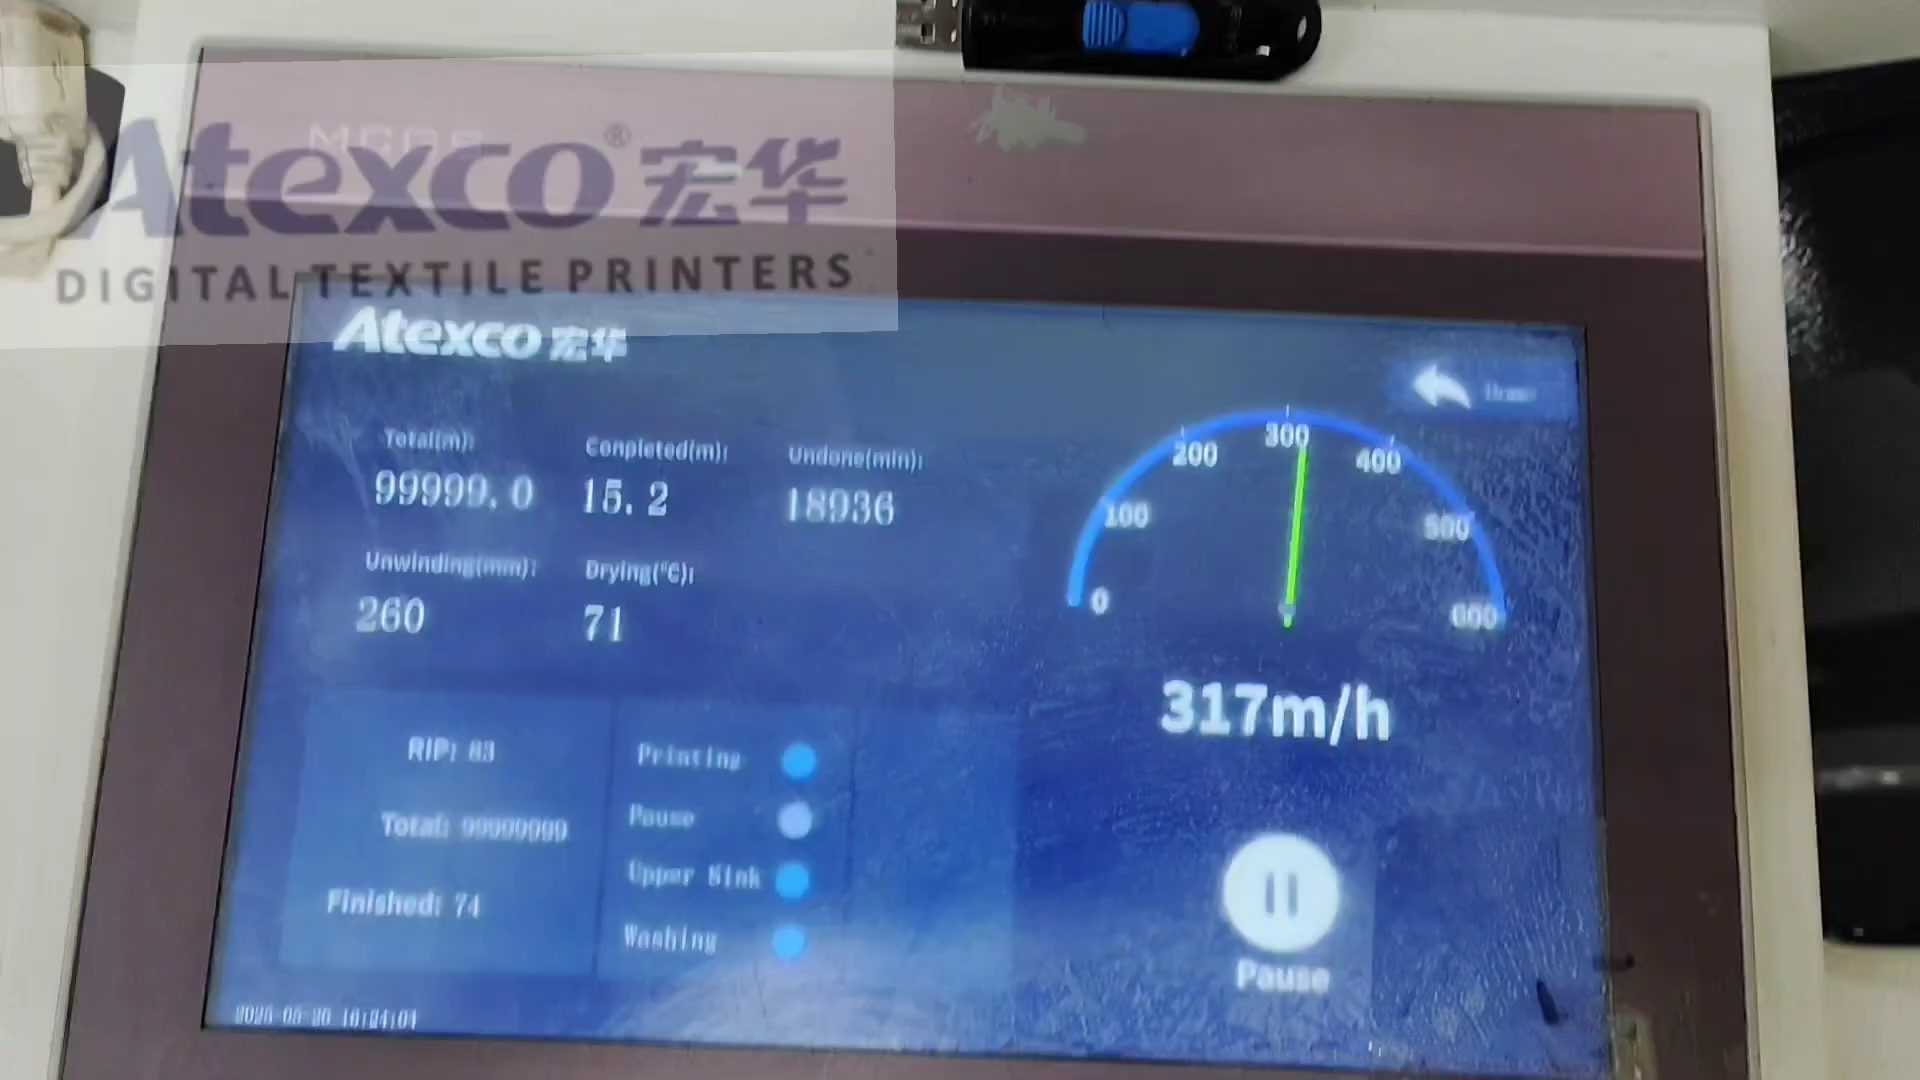 Atexco® 宏华
DIGITAL TEXTILE PRINTERS
Atexco 宏华
Home
Total(m):
Conpleted(m):
Undone(min):
99999.0
15.2
18936
Unwinding(mm):
Drying(℃):
260
71
0
100
200
300
400
500
600
317m/h
RIP: 83
Total: 99999999
Finished: 74
Printing
Pause
Upper Sink
Washing
Pause